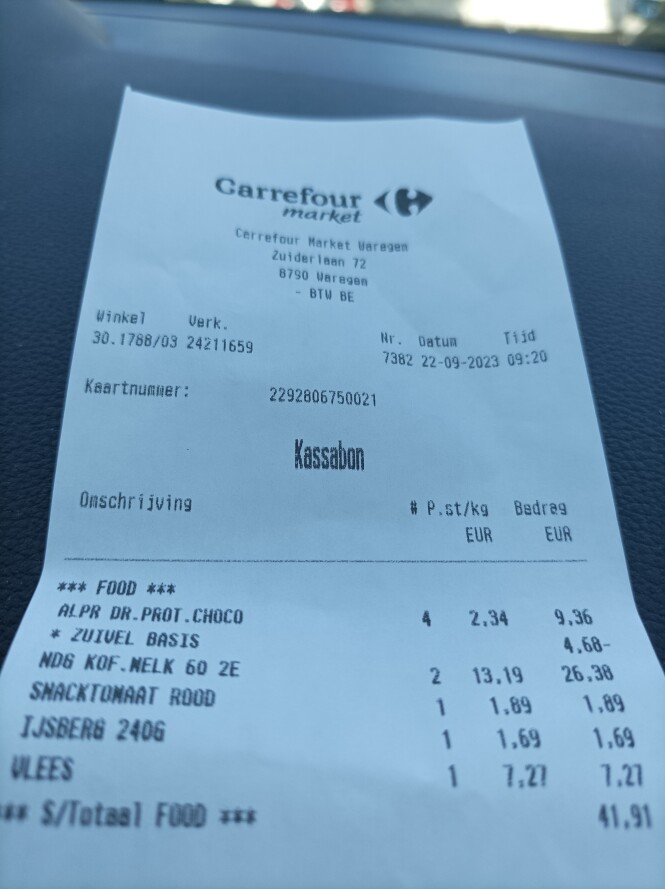 Carrefour
market
Carrefour Market Waregem
Zuiderlaan 72
8790 Waregem
- BTW BE
Winkel Verk. Nr. Datum Tijd
30.1788/03 24211659 7382 22-09-2023 09:20
Kaartnummer: 2292806750021
Kassabon
Omschrijving # P.st/kg Bedrag
EUR EUR
*** FOOD ***
ALPR DR.PROT.CHOCO 4 2,34 9,36
* ZUIVEL BASIS 4,68-
NDG KOF.MELK 60 2E 2 13,19 26,38
SNACKTOMAAT ROOD 1 1,89 1,89
IJSBERG 240G 1 1,69 1,69
VLEES 1 7,27 7,27
*** S/Totaal FOOD *** 41,91